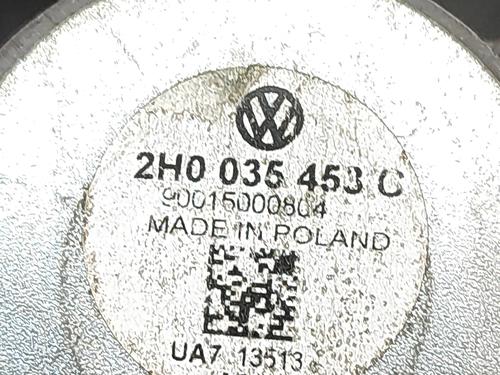 2H0 035 453 C
90015000804
MADE IN POLAND
UA7 13513